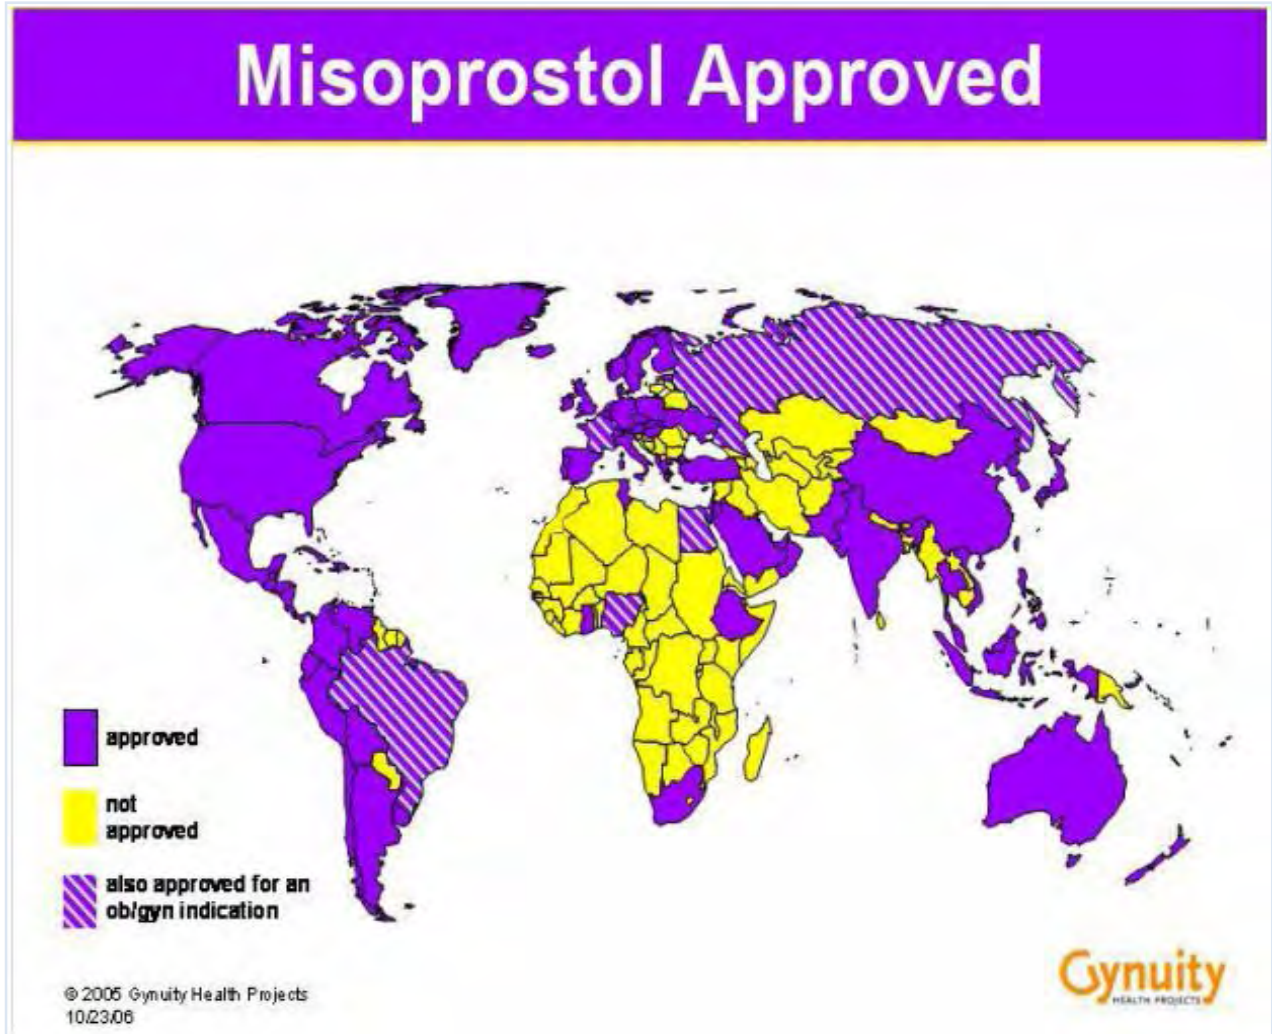 Misoprostol Approved
approved
not
approved
also approved for an
ob/gyn indication
© 2005 Gynuity Health Projects
10/23/06
Gynuity
HEALTH PROJECTS